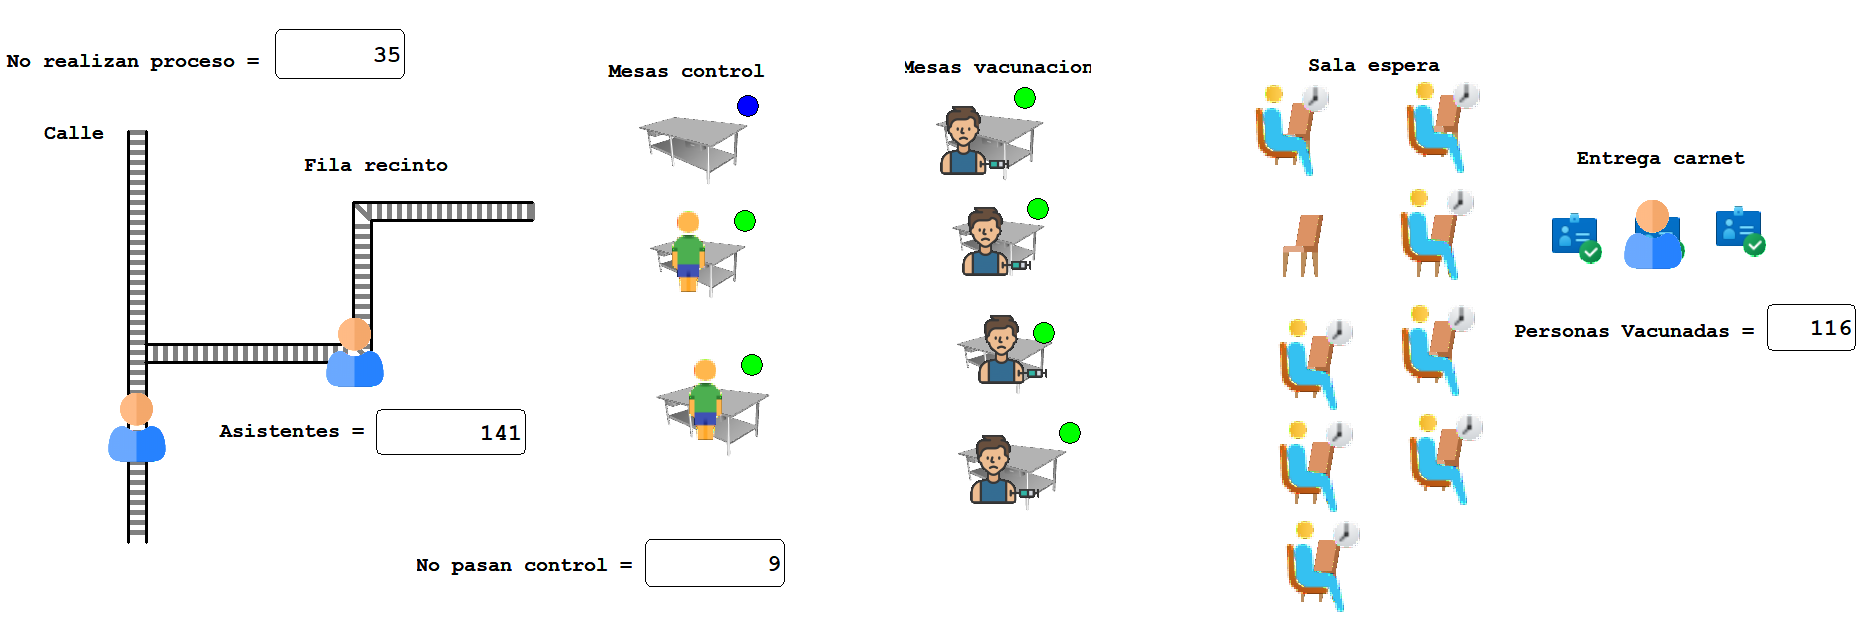 No realizan proceso = 35
Mesas control
Mesas vacunacion
Sala espera
Calle
Fila recinto
Entrega carnet
Personas Vacunadas = 116
Asistentes = 141
No pasan control = 9